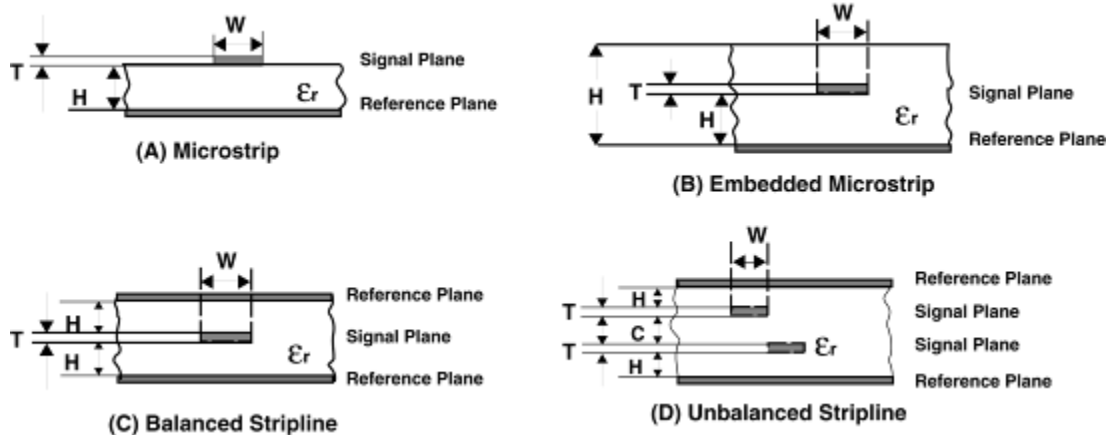 W
T
H
Signal Plane
εr
Reference Plane
(A) Microstrip
W
H
T
H
Signal Plane
εr
Reference Plane
(B) Embedded Microstrip
W
Reference Plane
H
T
Signal Plane
H
εr
Reference Plane
(C) Balanced Stripline
W
Reference Plane
H
T
Signal Plane
C
T
εr
Signal Plane
H
Reference Plane
(D) Unbalanced Stripline